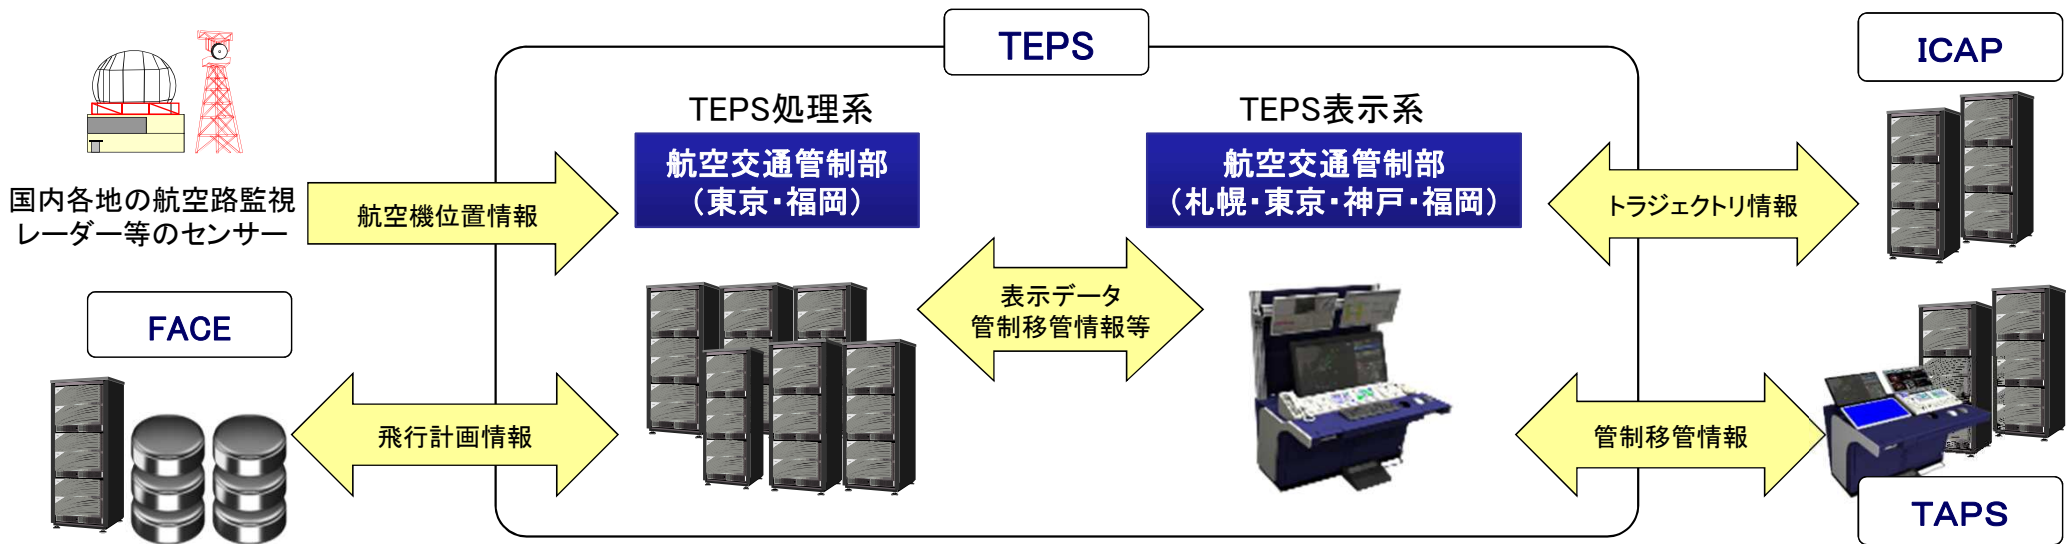 TEPS
ICAP
TEPS処理系
TEPS表示系
航空交通管制部
（東京・福岡）
航空交通管制部
（札幌・東京・神戸・福岡）
国内各地の航空路監視
レーダー等のセンサー
航空機位置情報
トラジェクトリ情報
表示データ
管制移管情報等
FACE
飛行計画情報
管制移管情報
TAPS